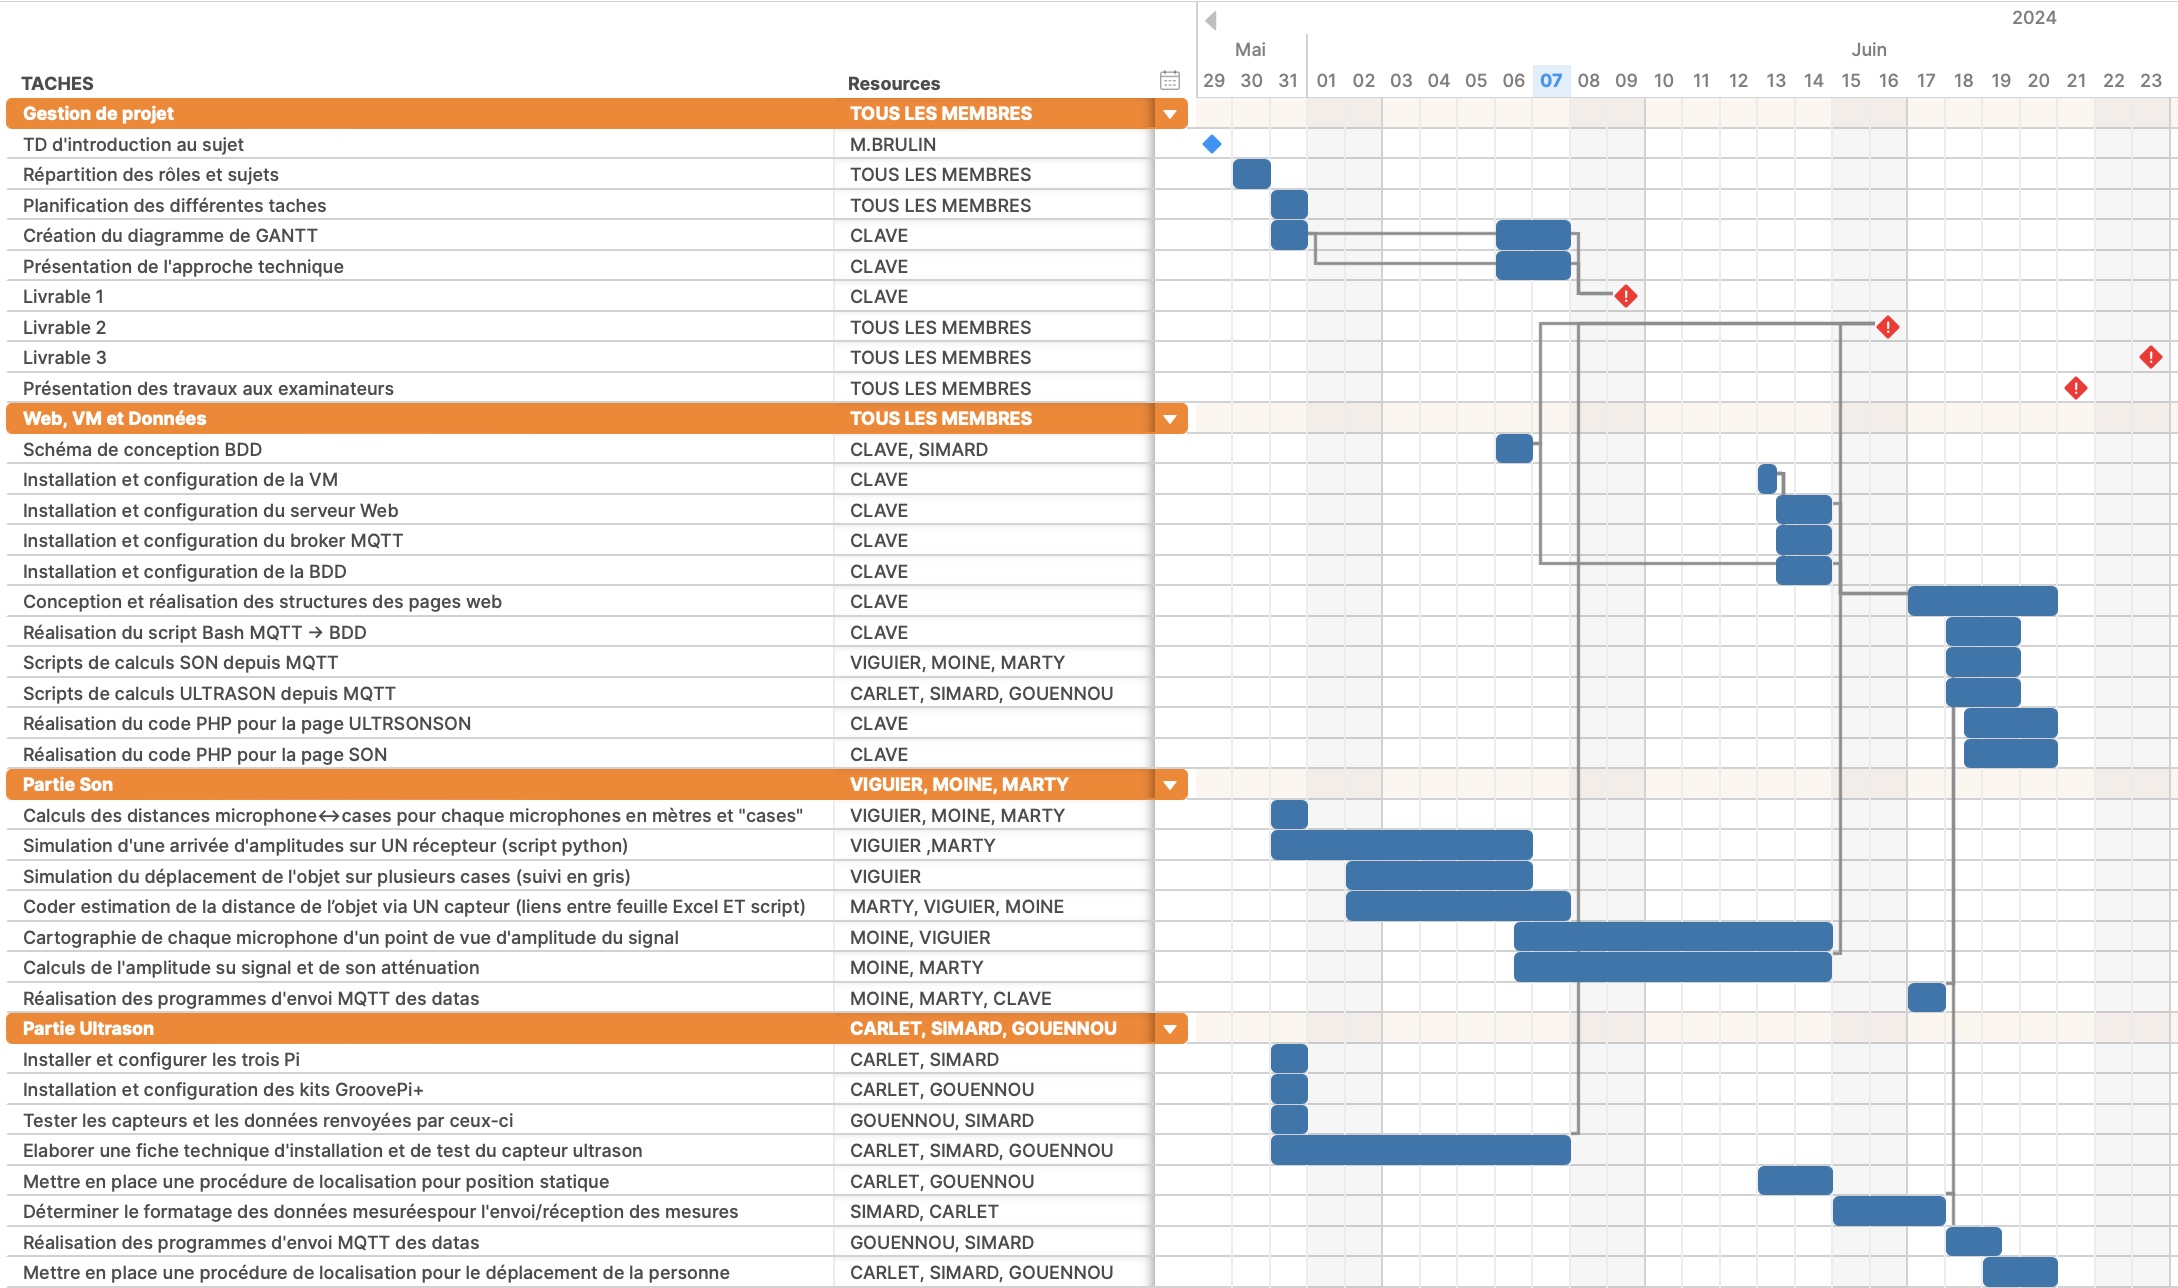 2024
Mai Juin
TACHES Resources 29 30 31 01 02 03 04 05 06 07 08 09 10 11 12 13 14 15 16 17 18 19 20 21 22 23
Gestion de projet TOUS LES MEMBRES
TD d'introduction au sujet M.BRULIN
Répartition des rôles et sujets TOUS LES MEMBRES
Planification des différentes taches TOUS LES MEMBRES
Création du diagramme de GANTT CLAVE
Présentation de l'approche technique CLAVE
Livrable 1 CLAVE
Livrable 2 TOUS LES MEMBRES
Livrable 3 TOUS LES MEMBRES
Présentation des travaux aux examinateurs TOUS LES MEMBRES
Web, VM et Données TOUS LES MEMBRES
Schéma de conception BDD CLAVE, SIMARD
Installation et configuration de la VM CLAVE
Installation et configuration du serveur Web CLAVE
Installation et configuration du broker MQTT CLAVE
Installation et configuration de la BDD CLAVE
Conception et réalisation des structures des pages web CLAVE
Réalisation du script Bash MQTT → BDD CLAVE
Scripts de calculs SON depuis MQTT VIGUIER, MOINE, MARTY
Scripts de calculs ULTRASON depuis MQTT CARLET, SIMARD, GOUENNOU
Réalisation du code PHP pour la page ULTRSONSON CLAVE
Réalisation du code PHP pour la page SON CLAVE
Partie Son VIGUIER, MOINE, MARTY
Calculs des distances microphone↔cases pour chaque microphones en mètres et "cases" VIGUIER, MOINE, MARTY
Simulation d'une arrivée d'amplitudes sur UN récepteur (script python) VIGUIER ,MARTY
Simulation du déplacement de l'objet sur plusieurs cases (suivi en gris) VIGUIER
Coder estimation de la distance de l’objet via UN capteur (liens entre feuille Excel ET script) MARTY, VIGUIER, MOINE
Cartographie de chaque microphone d'un point de vue d'amplitude du signal MOINE, VIGUIER
Calculs de l'amplitude su signal et de son atténuation MOINE, MARTY
Réalisation des programmes d'envoi MQTT des datas MOINE, MARTY, CLAVE
Partie Ultrason CARLET, SIMARD, GOUENNOU
Installer et configurer les trois Pi CARLET, SIMARD
Installation et configuration des kits GroovePi+ CARLET, GOUENNOU
Tester les capteurs et les données renvoyées par ceux-ci GOUENNOU, SIMARD
Elaborer une fiche technique d'installation et de test du capteur ultrason CARLET, SIMARD, GOUENNOU
Mettre en place une procédure de localisation pour position statique CARLET, GOUENNOU
Déterminer le formatage des données mesuréespour l'envoi/réception des mesures SIMARD, CARLET
Réalisation des programmes d'envoi MQTT des datas GOUENNOU, SIMARD
Mettre en place une procédure de localisation pour le déplacement de la personne CARLET, SIMARD, GOUENNOU